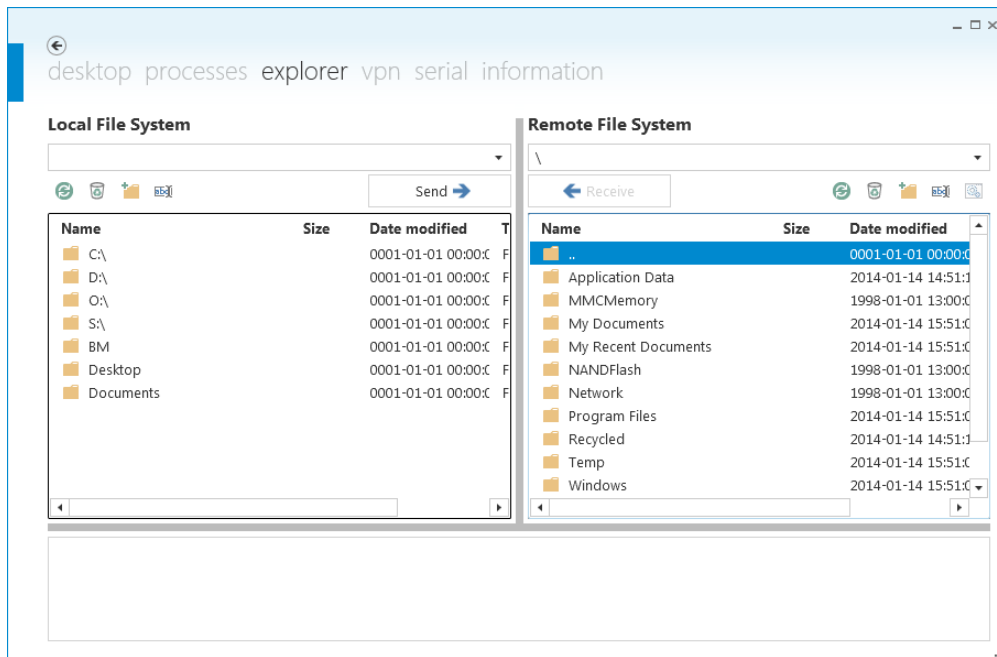 desktop processes explorer vpn serial information
Local File System
Send
Name Size Date modified T
C:\ 0001-01-01 00:00:0 F
D:\ 0001-01-01 00:00:0 F
O:\ 0001-01-01 00:00:0 F
S:\ 0001-01-01 00:00:0 F
BM 0001-01-01 00:00:0 F
Desktop 0001-01-01 00:00:0 F
Documents 0001-01-01 00:00:0 F
Remote File System
\
Receive
Name Size Date modified
.. 0001-01-01 00:00:0
Application Data 2014-01-14 14:51:1
MMCMemory 1998-01-01 13:00:0
My Documents 2014-01-14 15:51:0
My Recent Documents 2014-01-14 15:51:0
NANDFlash 1998-01-01 13:00:0
Network 1998-01-01 13:00:0
Program Files 2014-01-14 15:51:0
Recycled 2014-01-14 14:51:1
Temp 2014-01-14 15:51:0
Windows 2014-01-14 15:51:0